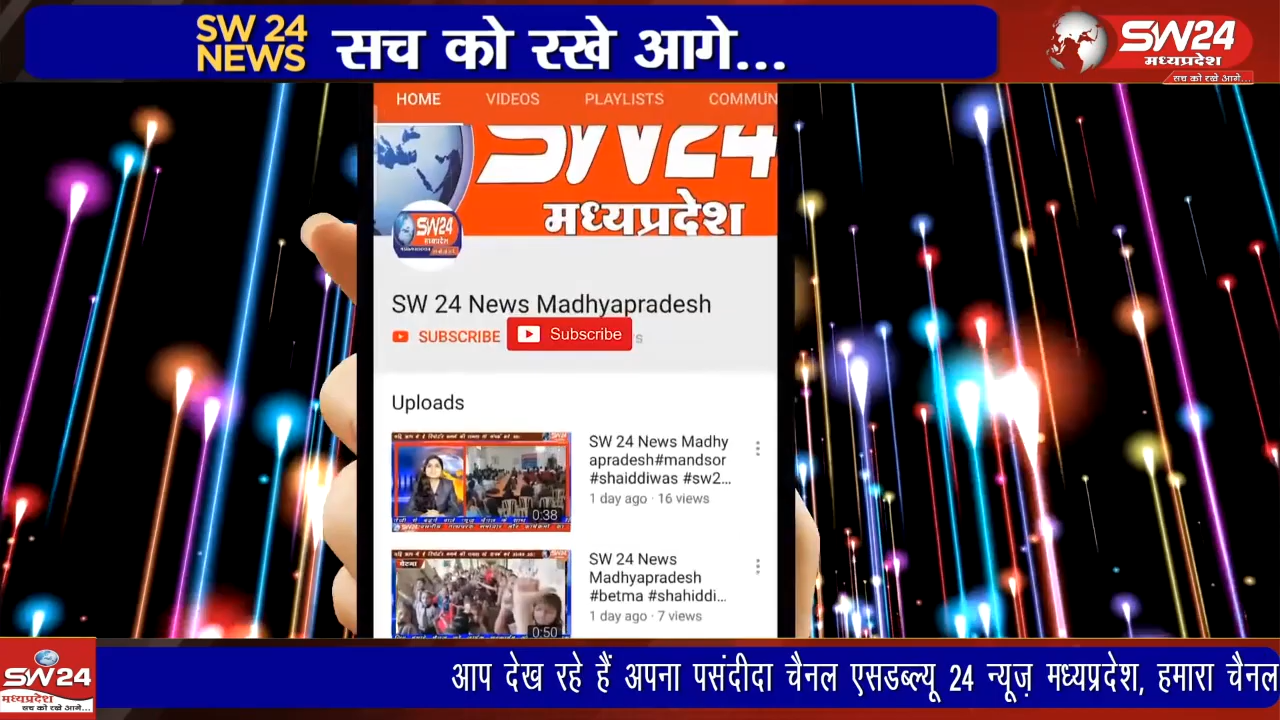 SW 24
NEWS
सच को रखे आगे...
SW24
मध्यप्रदेश
सच को रखे आगे...
HOME VIDEOS PLAYLISTS COMMUN
SW24
मध्यप्रदेश
SW24
SW 24 News Madhyapradesh
SUBSCRIBE Subscribe s
Uploads
SW 24 News Madhy
apradesh#mandsor
#shaiddiwas #sw2...
1 day ago · 16 views
0:38
SW 24 News
Madhyapradesh
#betma #shahiddi...
1 day ago · 7 views
बेटमा
0:50
SW24
मध्यप्रदेश
सच को रखे आगे...
आप देख रहे हैं अपना पसंदीदा चैनल एसडब्ल्यू 24 न्यूज़ मध्यप्रदेश, हमारा चैनल